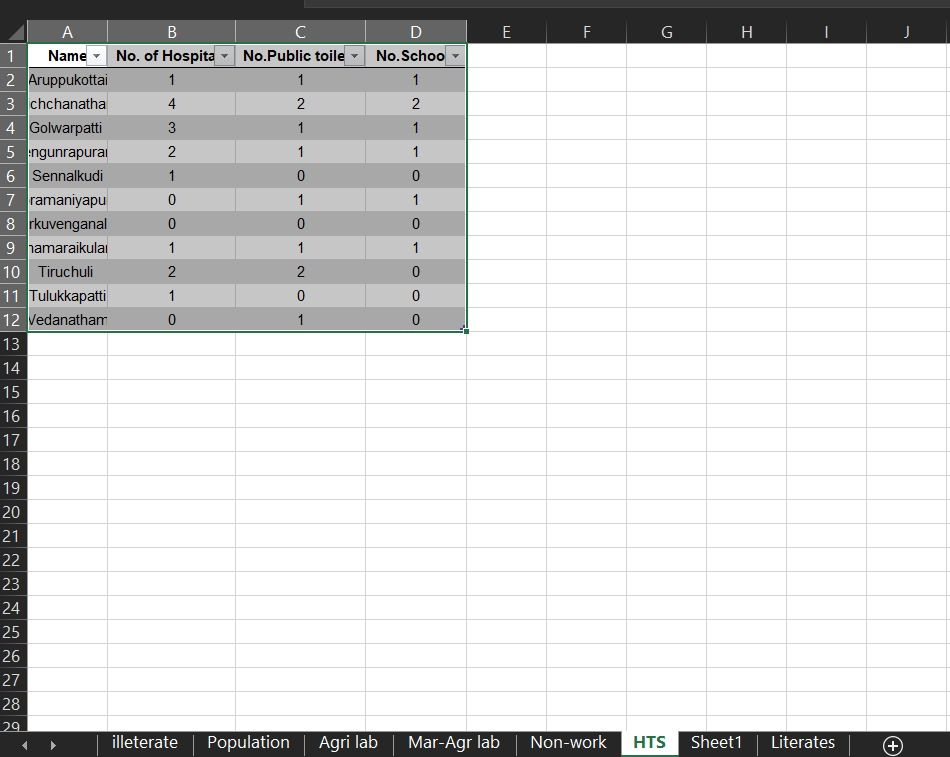 A B C D E F G H I J
1 Name No. of Hospita No.Public toile No.Schoo
2 Aruppukottai 1 1 1
3 chchanatha 4 2 2
4 Golwarpatti 3 1 1
5 engunrapura 2 1 1
6 Sennalkudi 1 0 0
7 ramaniyapu 0 1 1
8 rkuvenganal 0 0 0
9 hamaraikula 1 1 1
10 Tiruchuli 2 2 0
11 Tulukkapatti 1 0 0
12 Vedanatham 0 1 0
13
14
15
16
17
18
19
20
21
22
23
24
25
26
27
28
29
illeterate Population Agri lab Mar-Agr lab Non-work HTS Sheet1 Literates